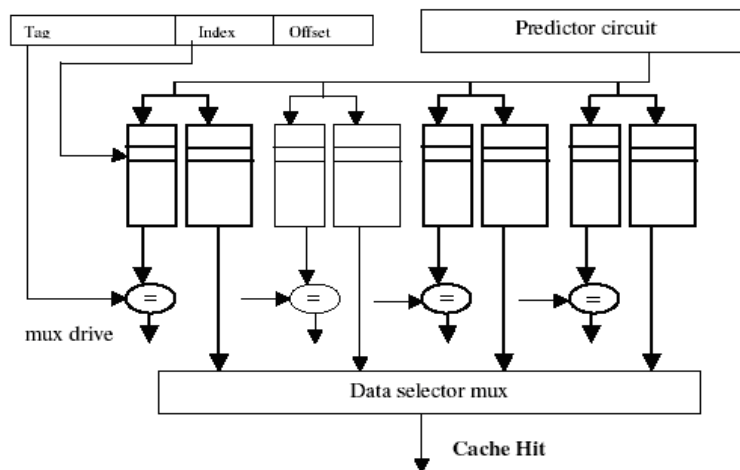 Tag Index Offset
Predictor circuit
= = = =
mux drive
Data selector mux
Cache Hit